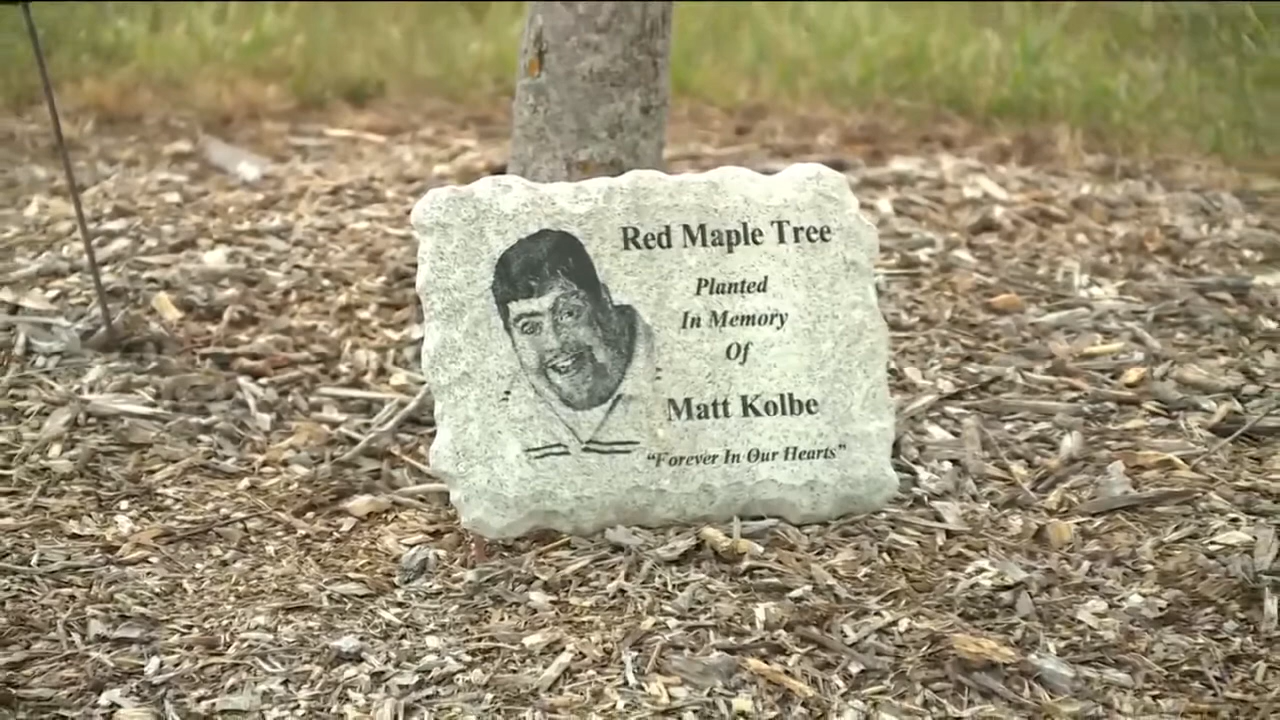 Red Maple Tree
Planted
In Memory
Of
Matt Kolbe
“Forever In Our Hearts”